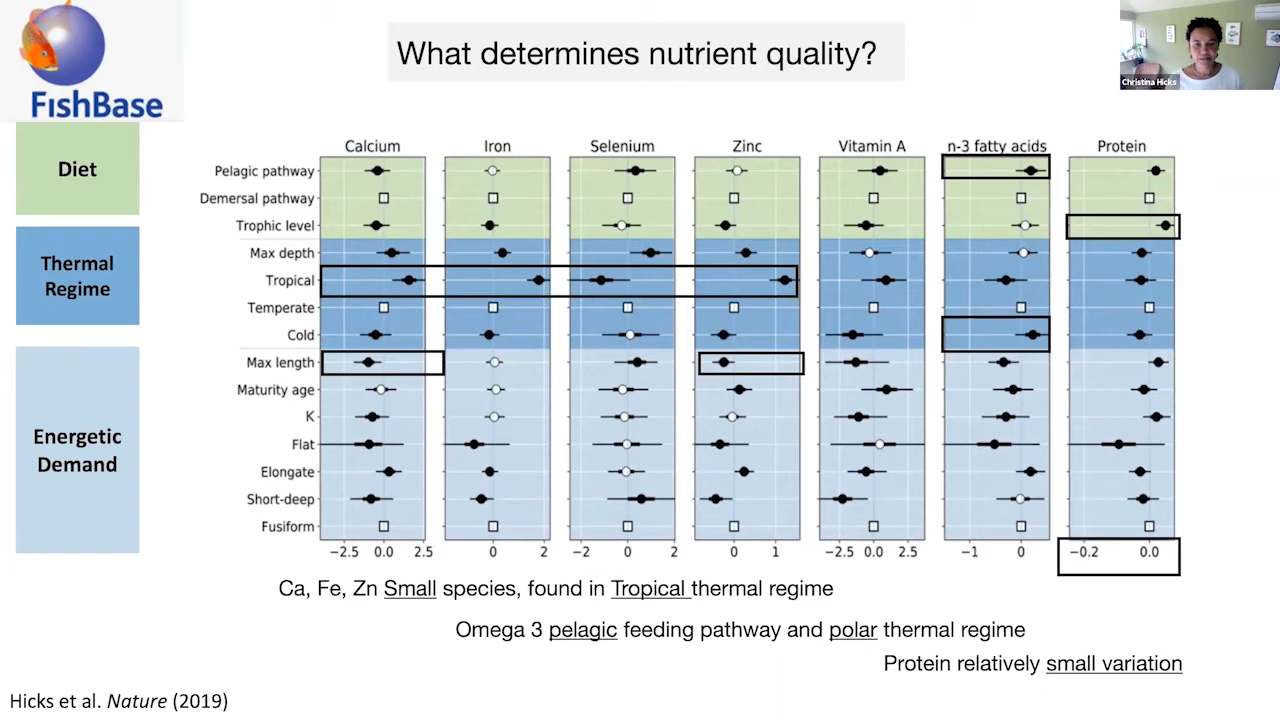 What determines nutrient quality?
Christina Hicks
FishBase
Diet
Thermal
Regime
Energetic
Demand
Calcium Iron Selenium Zinc Vitamin A n-3 fatty acids Protein
Pelagic pathway
Demersal pathway
Trophic level
Max depth
Tropical
Temperate
Cold
Max length
Maturity age
K
Flat
Elongate
Short-deep
Fusiform
−2.5 0.0 2.5 0 2 −2 0 2 0 1 −2.5 0.0 2.5 −1 0 −0.2 0.0
Ca, Fe, Zn Small species, found in Tropical thermal regime
Omega 3 pelagic feeding pathway and polar thermal regime
Protein relatively small variation
Hicks et al. Nature (2019)